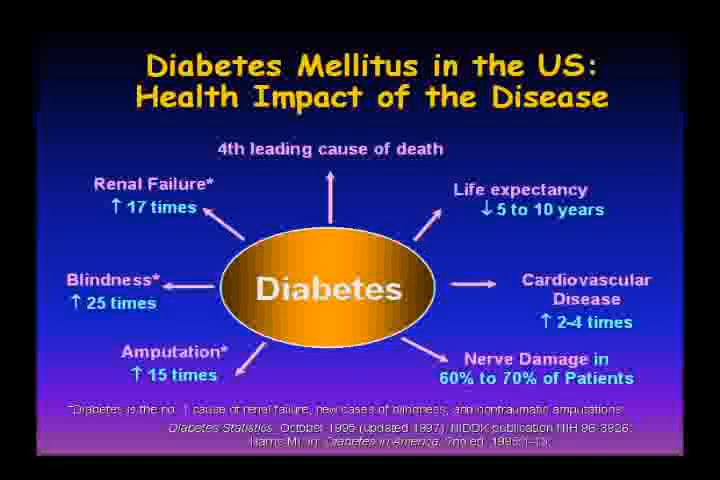 Diabetes Mellitus in the US:
Health Impact of the Disease
4th leading cause of death
Renal Failure*
↑ 17 times
Life expectancy
↓ 5 to 10 years
Blindness*
↑ 25 times
Diabetes
Cardiovascular
Disease
↑ 2-4 times
Amputation*
↑ 15 times
Nerve Damage in
60% to 70% of Patients
*Diabetes is the no. 1 cause of renal failure, new cases of blindness, and nontraumatic amputations
Diabetes Statistics. October 1995 (updated 1997). NIDDK publication NIH 96-3926.
Harris MI. In: Diabetes in America. 2nd ed. 1995:1-13.